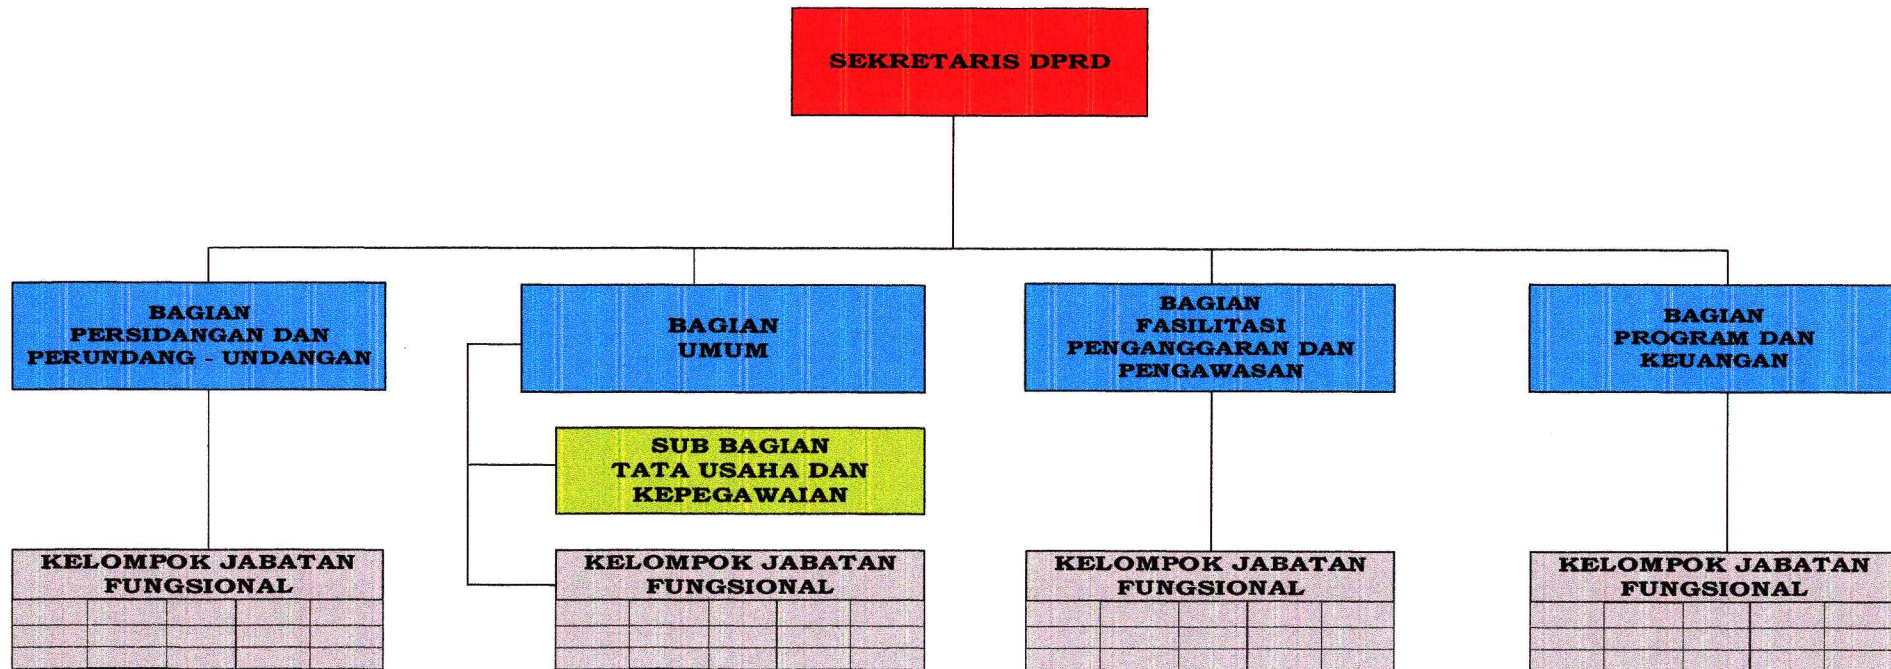 SEKRETARIS DPRD
BAGIAN
PERSIDANGAN DAN
PERUNDANG - UNDANGAN
BAGIAN
UMUM
BAGIAN
FASILITASI
PENGANGGARAN DAN
PENGAWASAN
BAGIAN
PROGRAM DAN
KEUANGAN
SUB BAGIAN
TATA USAHA DAN
KEPEGAWAIAN
KELOMPOK JABATAN
FUNGSIONAL
KELOMPOK JABATAN
FUNGSIONAL
KELOMPOK JABATAN
FUNGSIONAL
KELOMPOK JABATAN
FUNGSIONAL